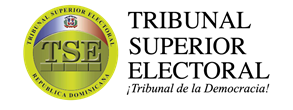 TRIBUNAL SUPERIOR ELECTORAL
TSE
REPUBLICA DOMINICANA
TRIBUNAL
SUPERIOR
ELECTORAL
¡Tribunal de la Democracia!